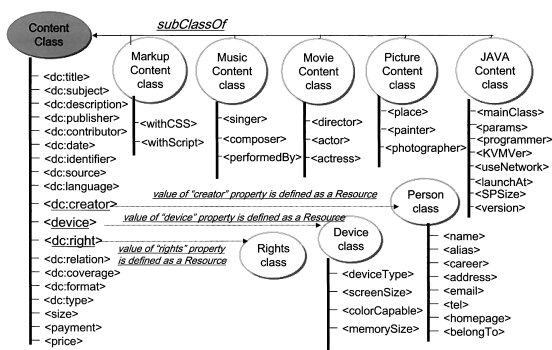 subClassOf
Content
Class
Markup
Content
class
Music
Content
class
Movie
Content
class
Picture
Content
class
JAVA
Content
class
<dc:title>
<dc:subject>
<dc:description>
<dc:publisher>
<dc:contributor>
<dc:date>
<dc:identifier>
<dc:source>
<dc:language>
<dc:creator>
<device>
<dc:right>
<dc:relation>
<dc:coverage>
<dc:format>
<dc:type>
<size>
<payment>
<price>
<withCSS>
<withScript>
<singer>
<composer>
<performedBy>
<director>
<actor>
<actress>
<place>
<painter>
<photographer>
<mainClass>
<params>
<programmer>
<KVMVer>
<useNetwork>
<launchAt>
<SPSize>
<version>
value of "creator" property is defined as a Resource
value of "device" property is defined as a Resource
value of "rights" property
is defined as a Resource
Rights
class
Device
class
<deviceType>
<screenSize>
<colorCapable>
<memorySize>
Person
class
<name>
<alias>
<career>
<address>
<email>
<tel>
<homepage>
<belongTo>